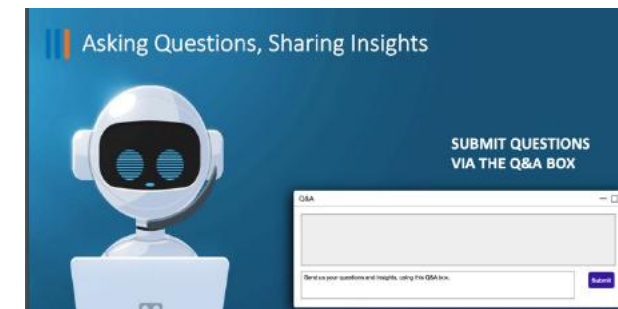 Asking Questions, Sharing Insights
SUBMIT QUESTIONS
VIA THE Q&A BOX
Q&A
Send us your questions and insights, using this Q&A box.
Submit